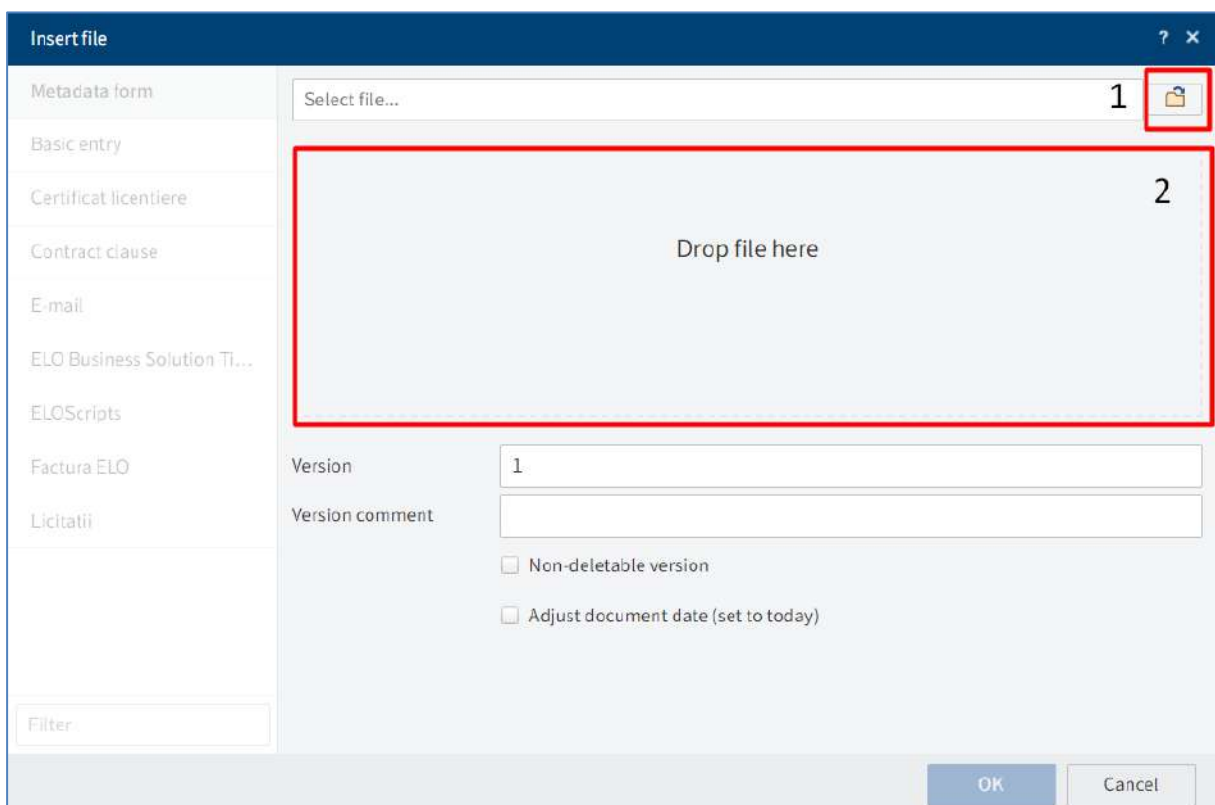 Insert file ? ×
Metadata form
Select file... 1
Basic entry
Certificat licentiere
Contract clause
E-mail
ELO Business Solution Ti...
ELOScripts
Factura ELO
Licitatii
Filter
2
Drop file here
Version 1
Version comment
Non-deletable version
Adjust document date (set to today)
OK Cancel